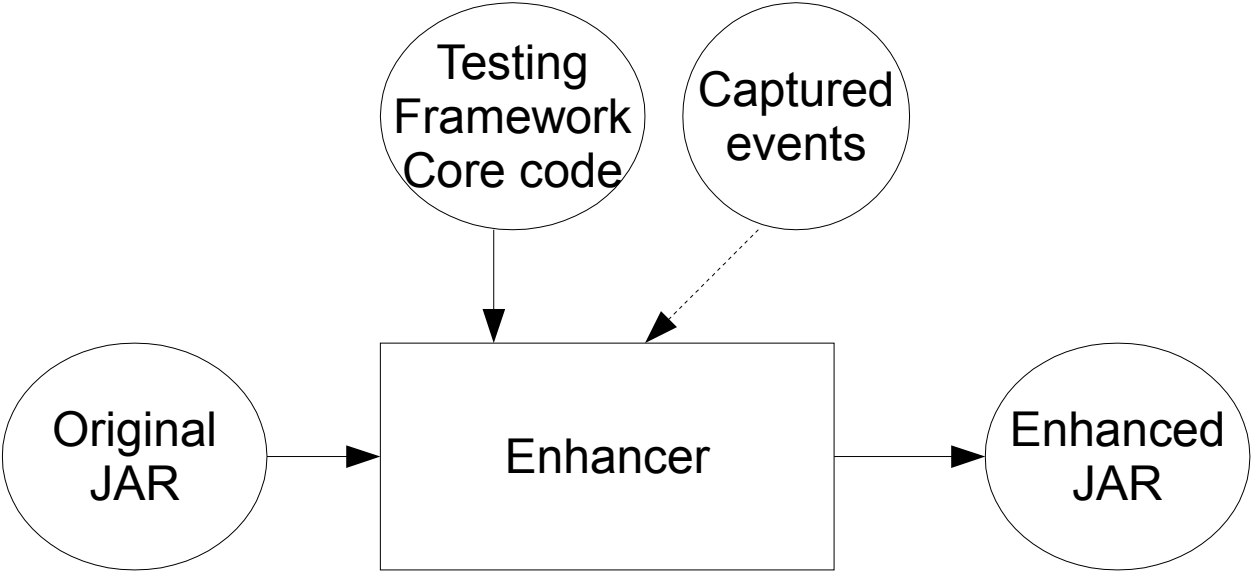 Testing
Framework
Core code
Captured
events
Original
JAR
Enhancer
Enhanced
JAR